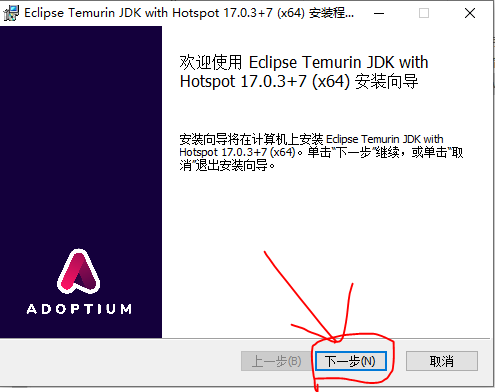 Eclipse Temurin JDK with Hotspot 17.0.3+7 (x64) 安装程...
欢迎使用 Eclipse Temurin JDK with
Hotspot 17.0.3+7 (x64) 安装向导
安装向导将在计算机上安装 Eclipse Temurin JDK with
Hotspot 17.0.3+7 (x64)。单击“下一步”继续，或单击“取
消”退出安装向导。
ADOPTIUM
上一步(B)
下一步(N)
取消